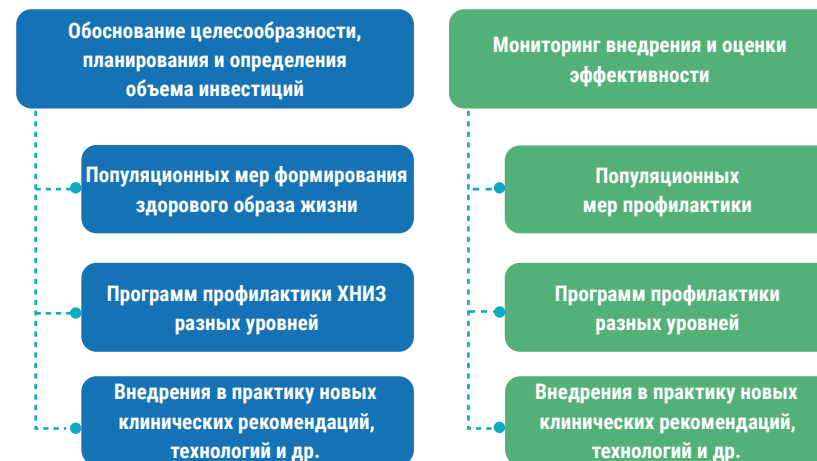 Обоснование целесообразности,
планирования и определения
объема инвестиций
Популяционных мер формирования
здорового образа жизни
Программ профилактики ХНИЗ
разных уровней
Внедрения в практику новых
клинических рекомендаций,
технологий и др.
Мониторинг внедрения и оценки
эффективности
Популяционных
мер профилактики
Программ профилактики
разных уровней
Внедрения в практику новых
клинических рекомендаций,
технологий и др.